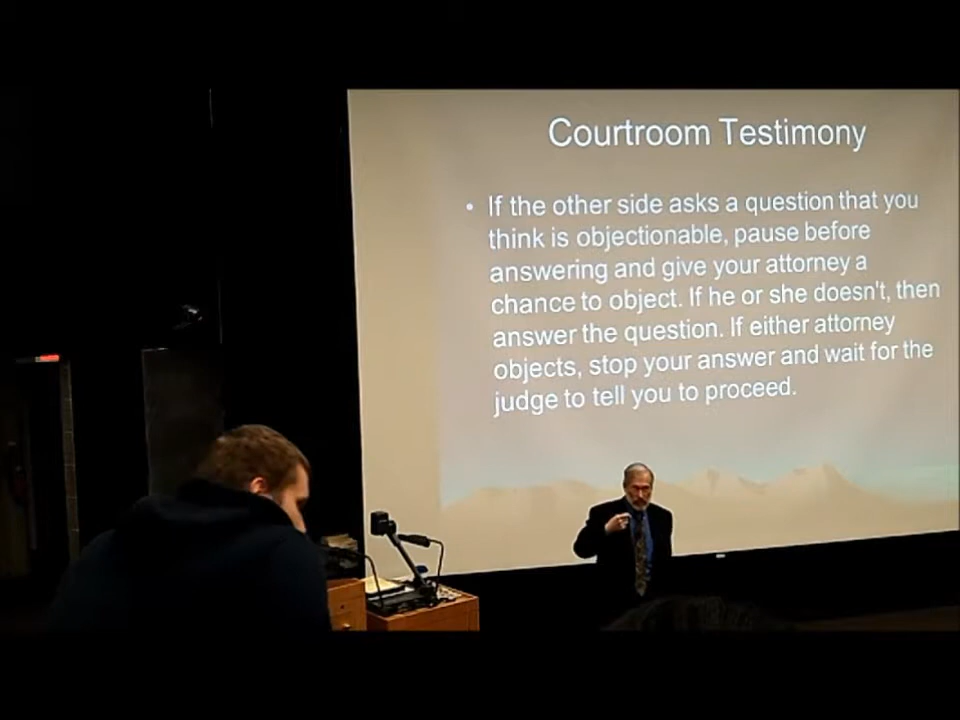 Courtroom Testimony
• If the other side asks a question that you
think is objectionable, pause before
answering and give your attorney a
chance to object. If he or she doesn't, then
answer the question. If either attorney
objects, stop your answer and wait for the
judge to tell you to proceed.